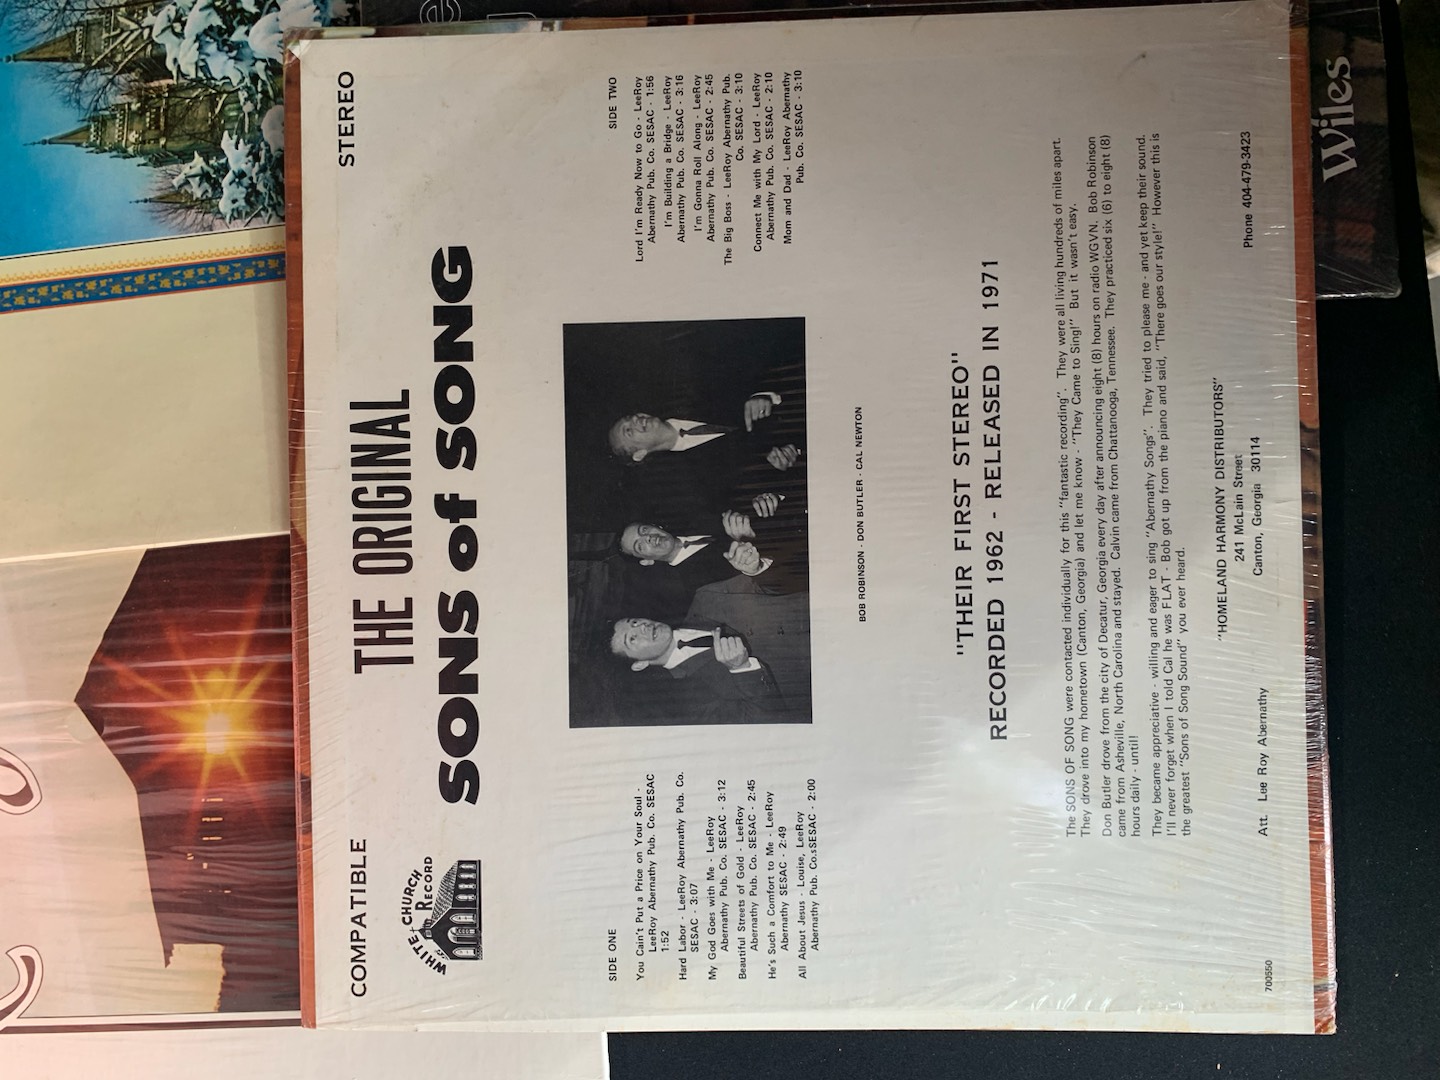 COMPATIBLE
STEREO
WHITE CHURCH
RECORD
THE ORIGINAL
SONS of SONG
SIDE ONE
You Cain't Put a Price on Your Soul -
LeeRoy Abernathy Pub. Co. SESAC
1:52
Hard Labor - LeeRoy Abernathy Pub. Co.
SESAC - 3:07
My God Goes with Me - LeeRoy
Abernathy Pub. Co. SESAC - 3:12
Beautiful Streets of Gold - LeeRoy
Abernathy Pub. Co. SESAC - 2:45
He's Such a Comfort to Me - LeeRoy
Abernathy SESAC - 2:49
All About Jesus - Louise, LeeRoy
Abernathy Pub. Co.sSESAC - 2:00
SIDE TWO
Lord I'm Ready Now to Go - LeeRoy
Abernathy Pub. Co. SESAC - 1:56
I'm Building a Bridge - LeeRoy
Abernathy Pub. Co. SESAC - 3:16
I'm Gonna Roll Along - LeeRoy
Abernathy Pub. Co. SESAC - 2:45
The Big Boss - LeeRoy Abernathy Pub.
Co. SESAC - 3:10
Connect Me with My Lord - LeeRoy
Abernathy Pub. Co. SESAC - 2:10
Mom and Dad - LeeRoy Abernathy
Pub. Co. SESAC - 3:10
BOB ROBINSON - DON BUTLER - CAL NEWTON
"THEIR FIRST STEREO"
RECORDED 1962 - RELEASED IN 1971
The SONS OF SONG were contacted individually for this "fantastic recording". They were all living hundreds of miles apart.
They drove into my hometown (Canton, Georgia) and let me know - "They Came to Sing!" But it wasn't easy.
Don Butler drove from the city of Decatur, Georgia every day after announcing eight (8) hours on radio WGVN. Bob Robinson
came from Asheville, North Carolina and stayed. Calvin came from Chattanooga, Tennessee. They practiced six (6) to eight (8)
hours daily - until!
They became appreciative - willing and eager to sing "Abernathy Songs". They tried to please me - and yet keep their sound.
I'll never forget when I told Cal he was FLAT - Bob got up from the piano and said, "There goes our style!" However this is
the greatest "Sons of Song Sound" you ever heard.
"HOMELAND HARMONY DISTRIBUTORS"
241 McLain Street
Canton, Georgia 30114
Att. Lee Roy Abernathy
Phone 404-479-3423
700550
Wiles